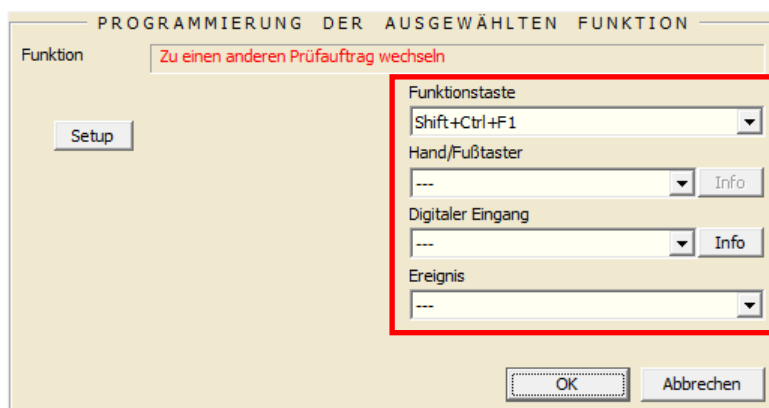 PROGRAMMIERUNG DER AUSGEWÄHLTEN FUNKTION
Funktion Zu einen anderen Prüfauftrag wechseln
Funktionstaste
Setup
Shift+Ctrl+F1
Hand/Fußtaster
--- Info
Digitaler Eingang
--- Info
Ereignis
---
OK Abbrechen